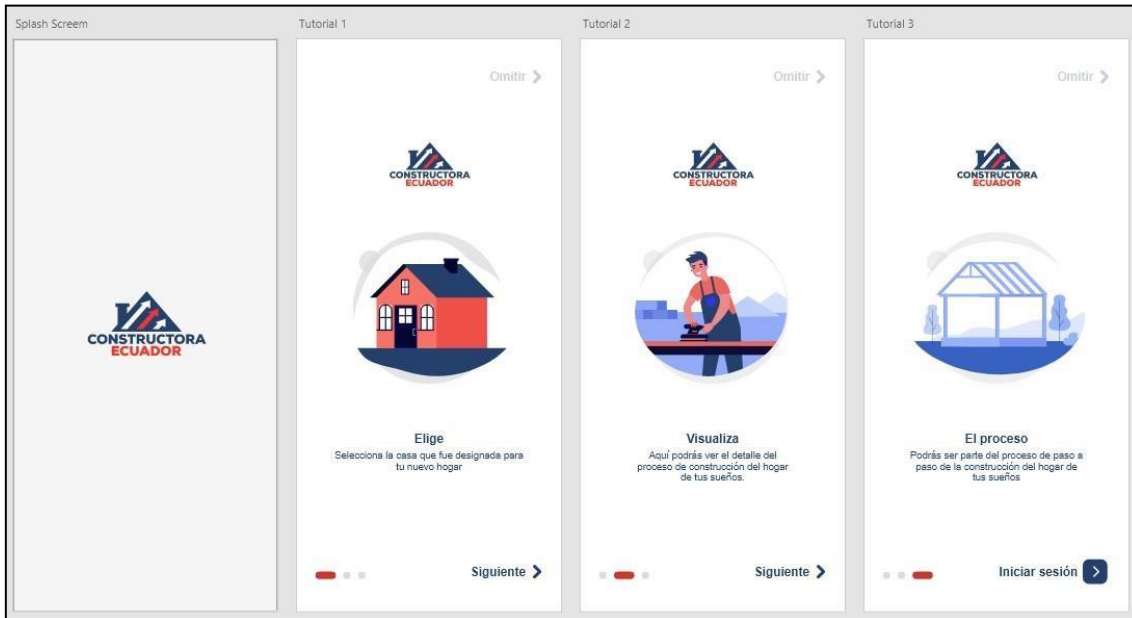 Splash Screem
CONSTRUCTORA
ECUADOR
Tutorial 1
Omitir
CONSTRUCTORA
ECUADOR
Elige
Selecciona la casa que fue designada para
tu nuevo hogar
Siguiente
Tutorial 2
Omitir
CONSTRUCTORA
ECUADOR
Visualiza
Aquí podrás ver el detalle del
proceso de construcción del hogar
de tus sueños.
Siguiente
Tutorial 3
Omitir
CONSTRUCTORA
ECUADOR
El proceso
Podrás ser parte del proceso de paso a
paso de la construcción del hogar de
tus sueños
Iniciar sesión